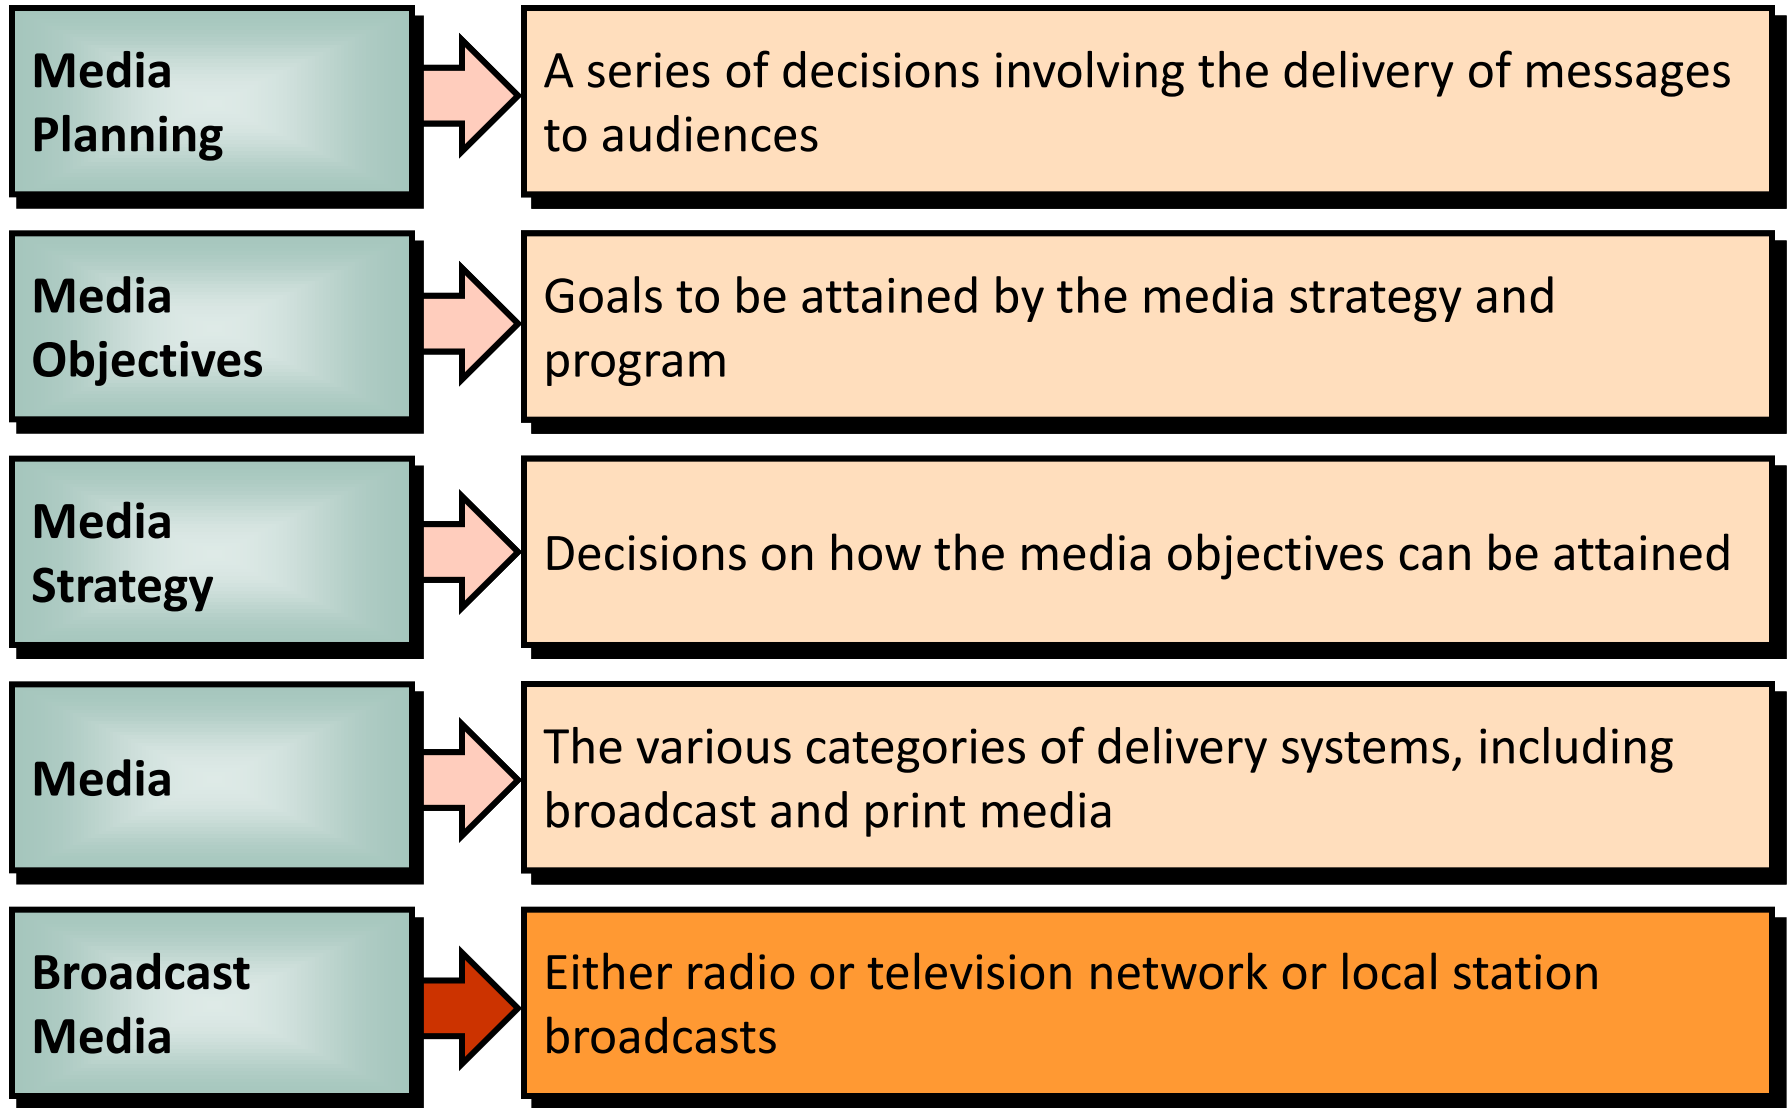 Media
Planning
A series of decisions involving the delivery of messages
to audiences
Media
Objectives
Goals to be attained by the media strategy and
program
Media
Strategy
Decisions on how the media objectives can be attained
Media
The various categories of delivery systems, including
broadcast and print media
Broadcast
Media
Either radio or television network or local station
broadcasts